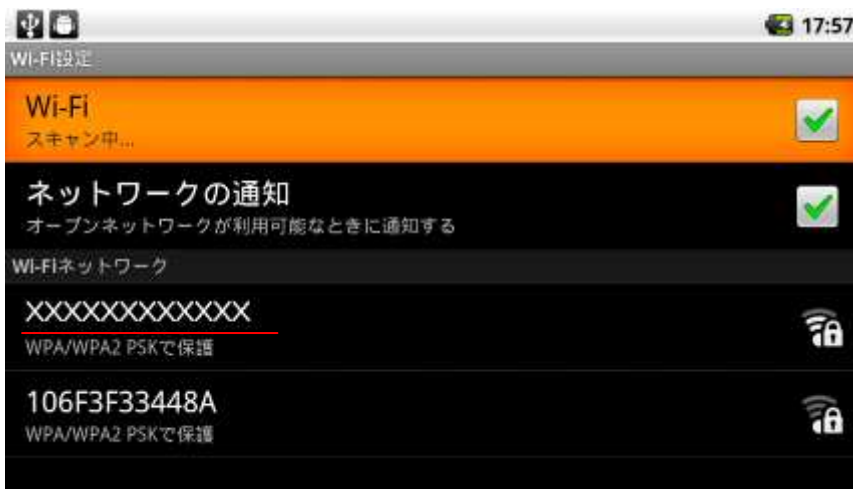 17:57
Wi-Fi設定
Wi-Fi
スキャン中...
ネットワークの通知
オープンネットワークが利用可能なときに通知する
Wi-Fiネットワーク
XXXXXXXXXXXX
WPA/WPA2 PSKで保護
106F3F33448A
WPA/WPA2 PSKで保護